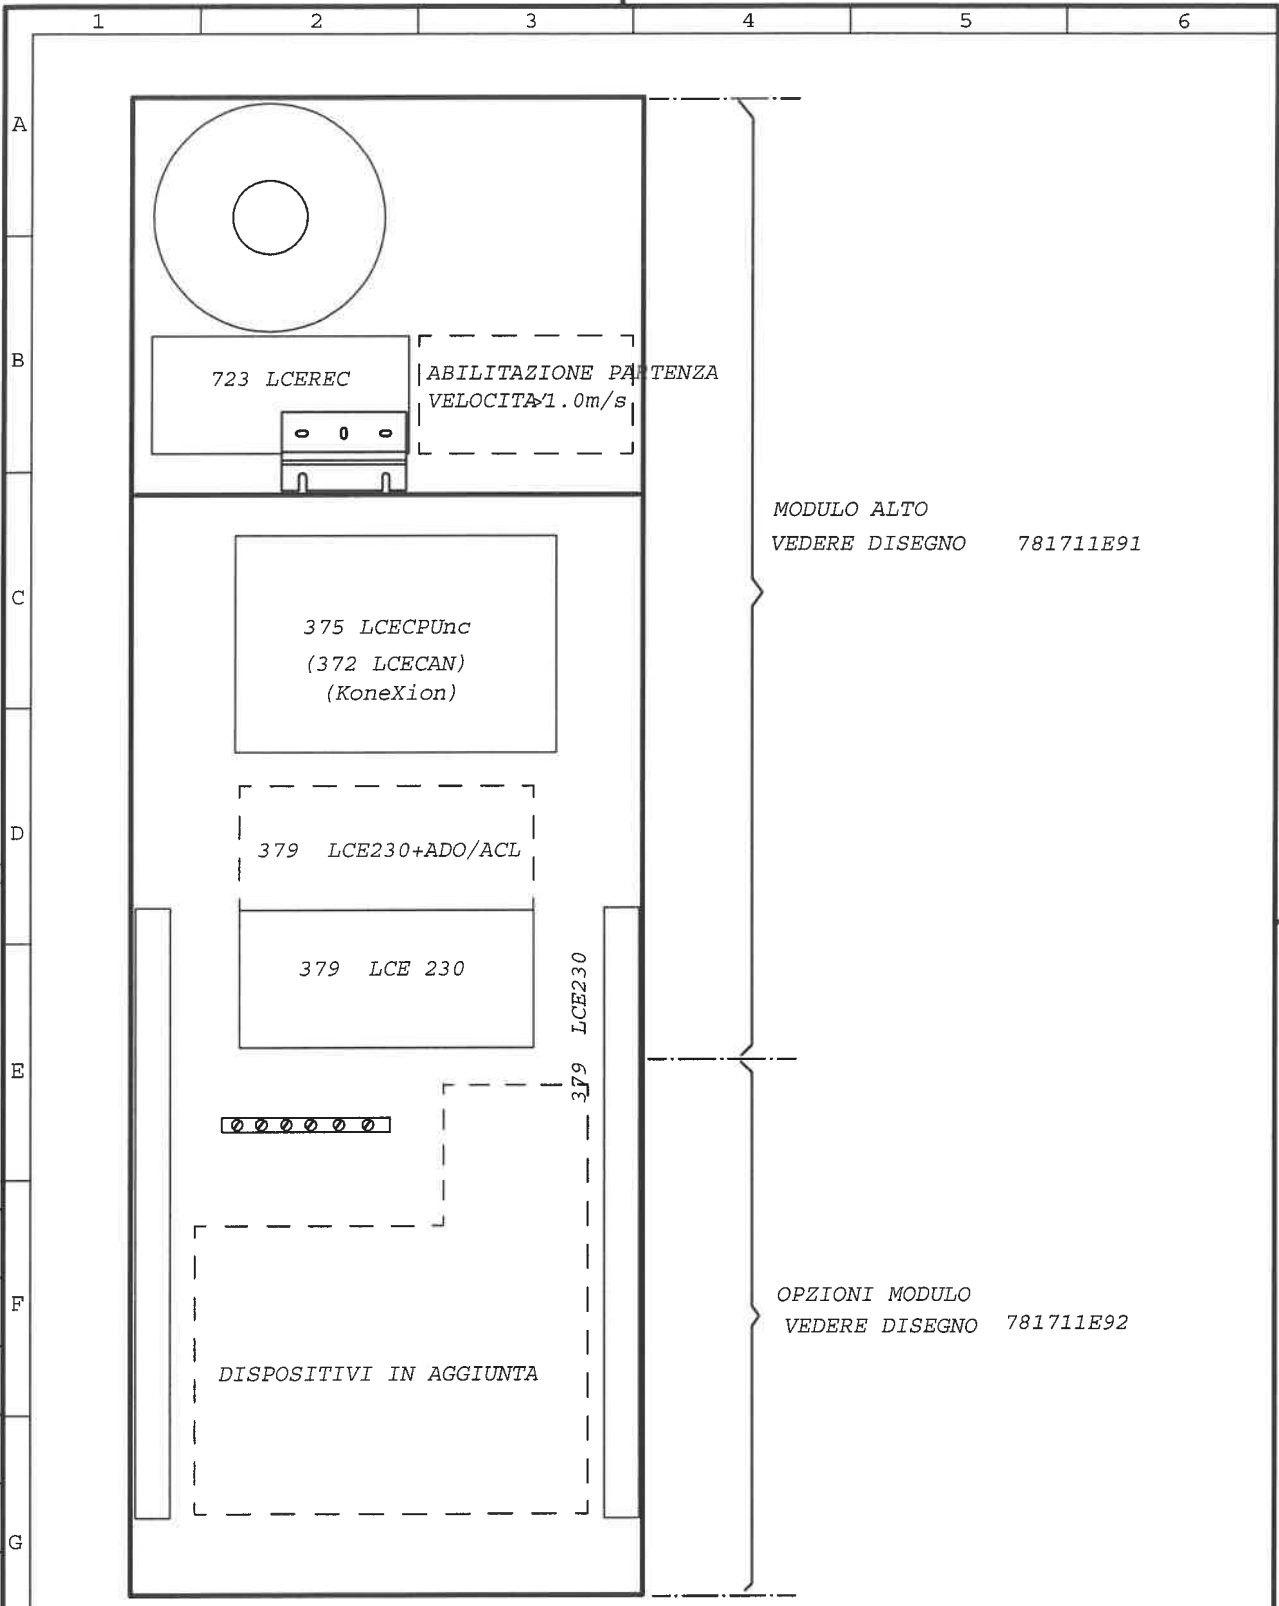 1 2 3 4 5 6
A
B
C
D
E
F
G
723 LCEREC
ABILITAZIONE PARTENZA
VELOCITA>1.0m/s
MODULO ALTO
VEDERE DISEGNO 781711E91
375 LCECPUnc
(372 LCECAN)
(KoneXion)
379 LCE230+ADO/ACL
379 LCE 230
379 LCE230
OPZIONI MODULO
VEDERE DISEGNO 781711E92
DISPOSITIVI IN AGGIUNTA